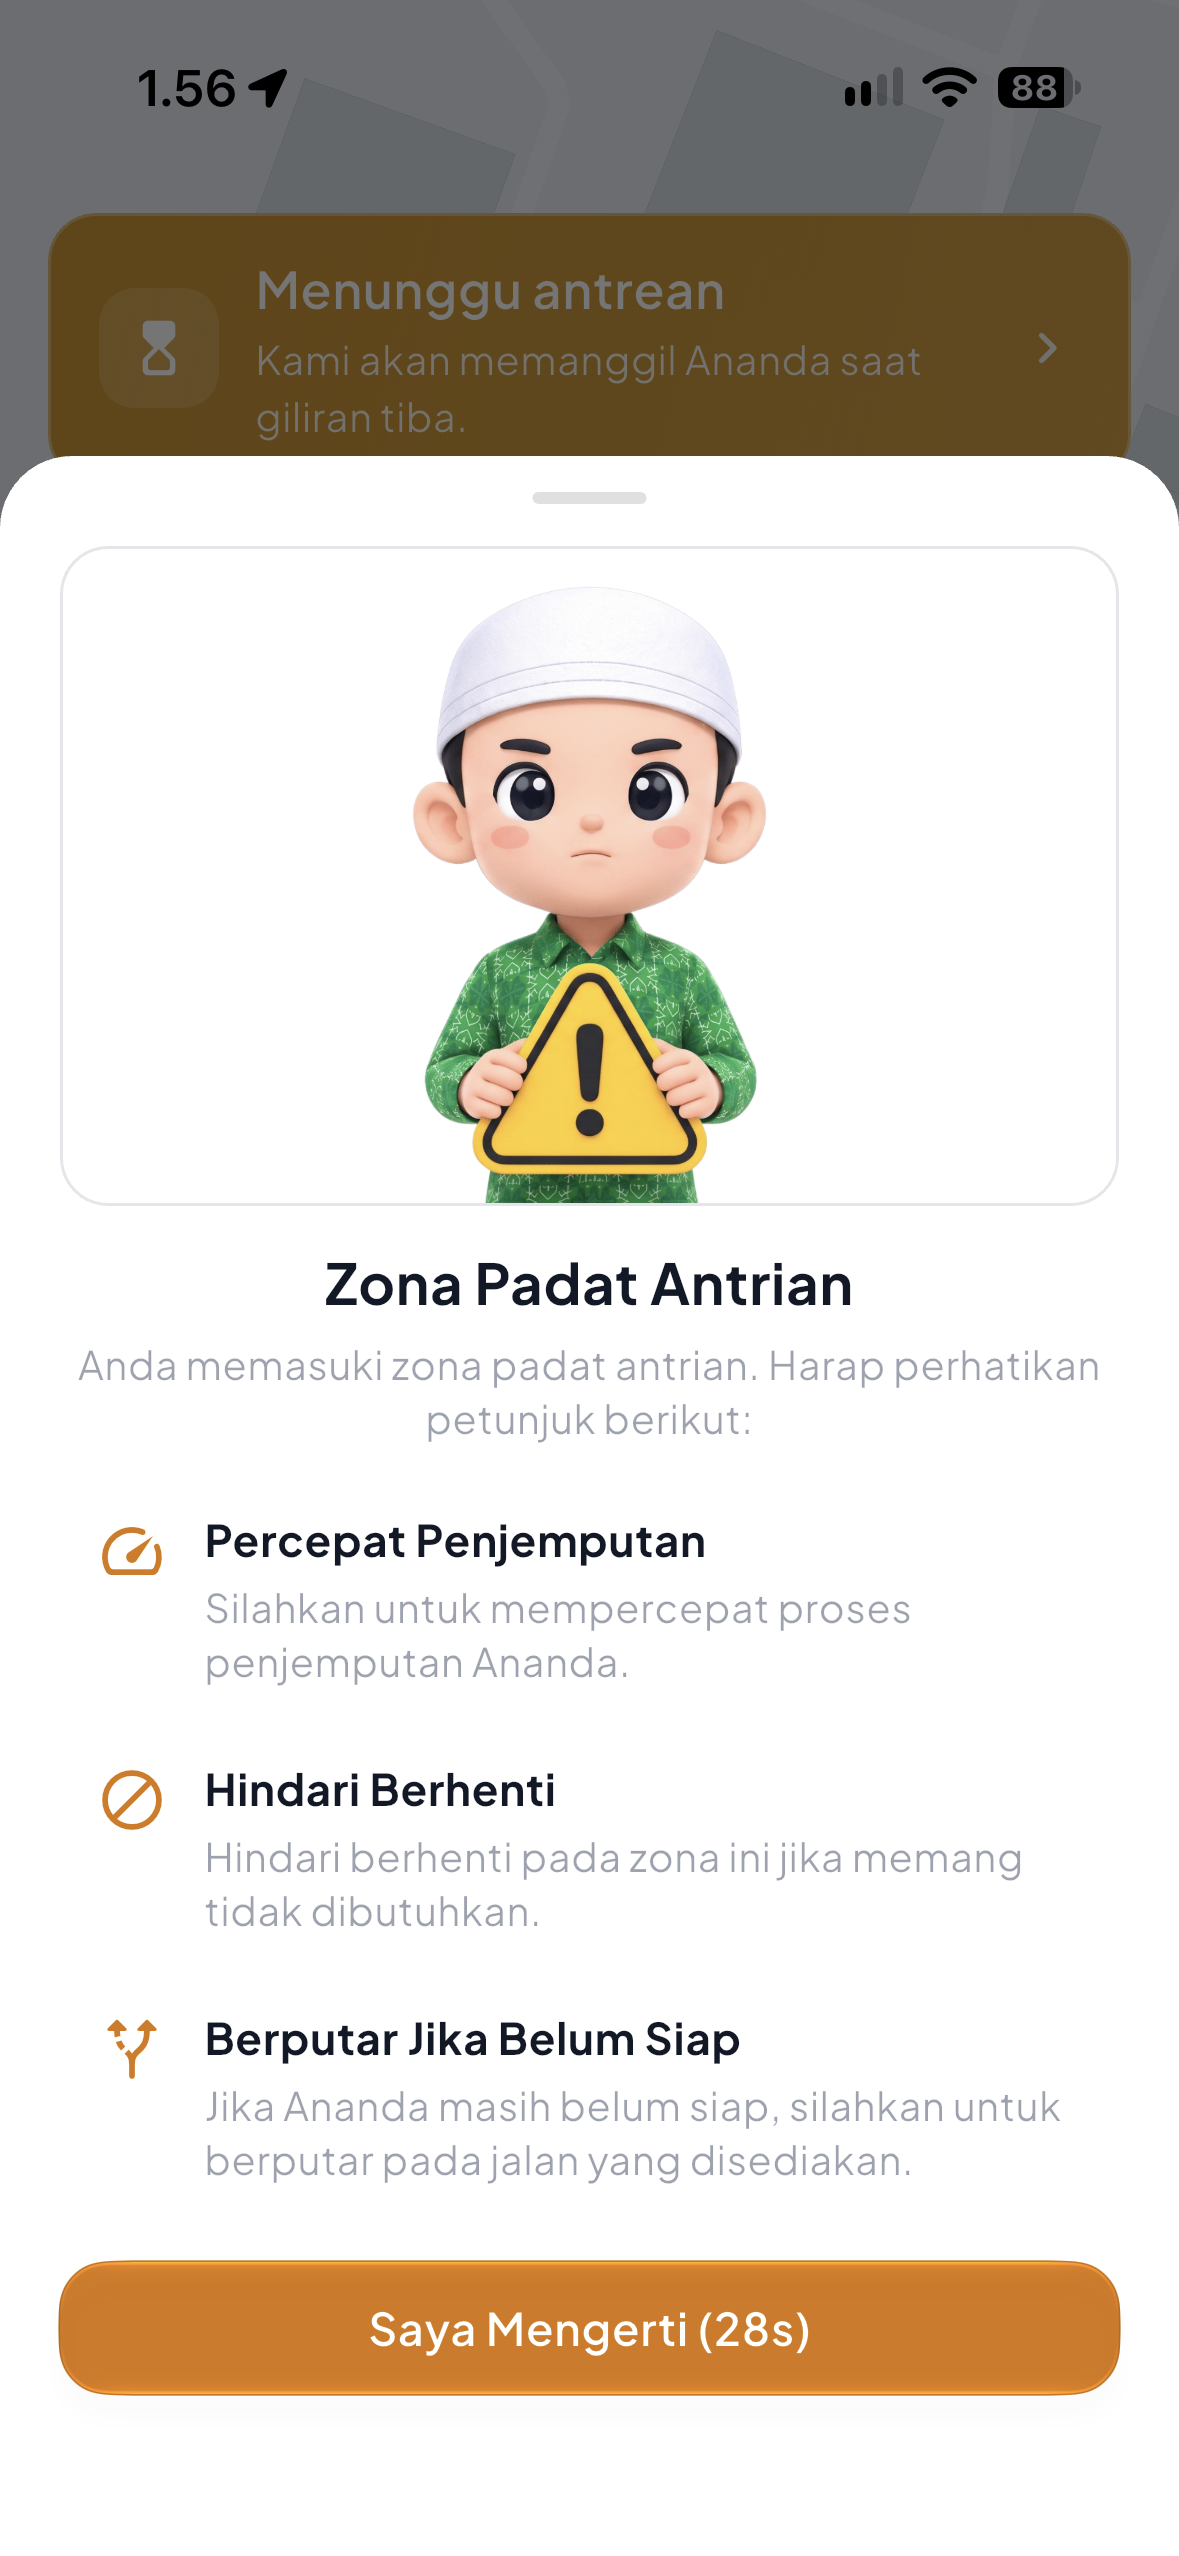 1.56
88
Menunggu antrean
Kami akan memanggil Ananda saat
giliran tiba.
Zona Padat Antrian
Anda memasuki zona padat antrian. Harap perhatikan
petunjuk berikut:
Percepat Penjemputan
Silahkan untuk mempercepat proses
penjemputan Ananda.
Hindari Berhenti
Hindari berhenti pada zona ini jika memang
tidak dibutuhkan.
Berputar Jika Belum Siap
Jika Ananda masih belum siap, silahkan untuk
berputar pada jalan yang disediakan.
Saya Mengerti (28s)